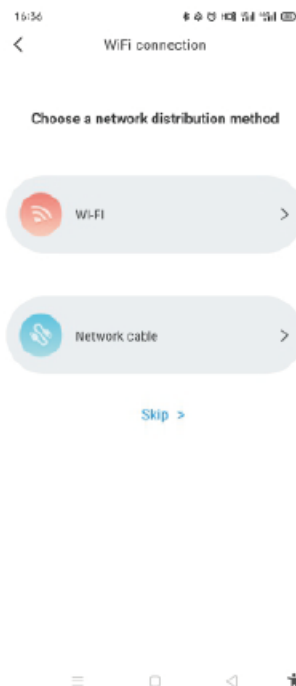 16:36
WiFi connection
Choose a network distribution method
WI-FI
Network cable
Skip >